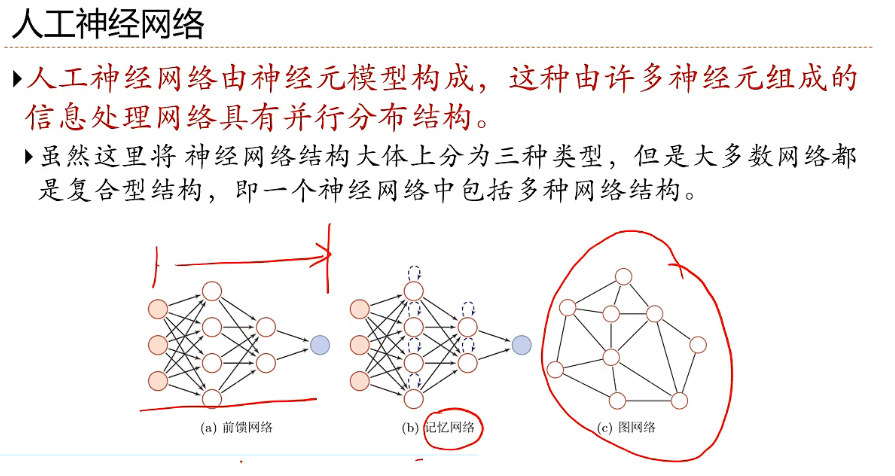 人工神经网络
人工神经网络由神经元模型构成，这种由许多神经元组成的
信息处理网络具有并行分布结构。
虽然这里将神经网络结构大体上分为三种类型，但是大多数网络都
是复合型结构，即一个神经网络中包括多种网络结构。
(a) 前馈网络
(b) 记忆网络
(c) 图网络